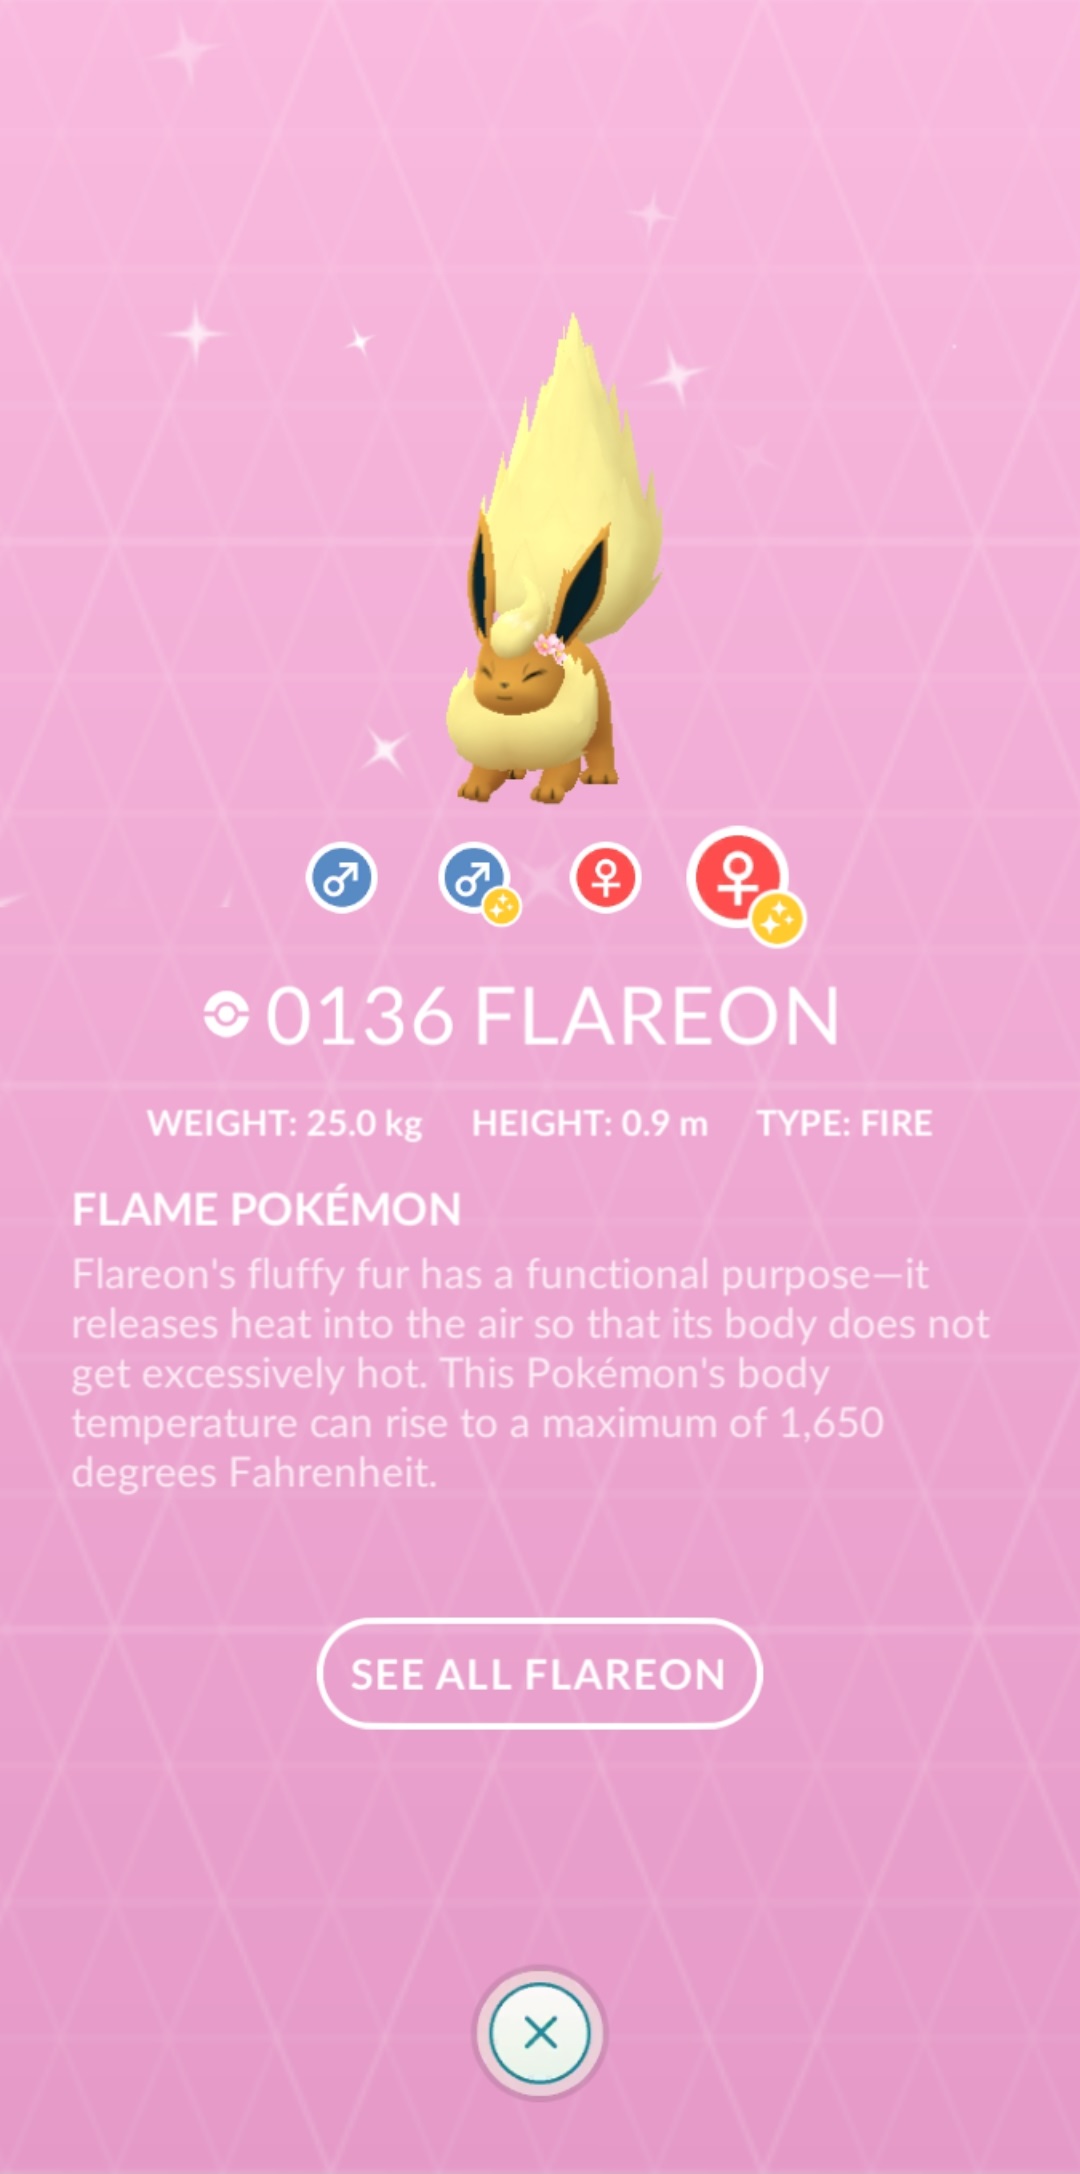 0136 FLAREON
WEIGHT: 25.0 kg HEIGHT: 0.9 m TYPE: FIRE
FLAME POKÉMON
Flareon's fluffy fur has a functional purpose—it
releases heat into the air so that its body does not
get excessively hot. This Pokémon's body
temperature can rise to a maximum of 1,650
degrees Fahrenheit.
SEE ALL FLAREON